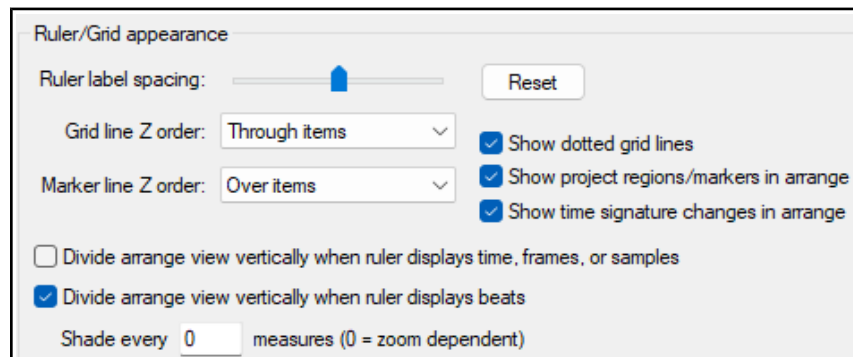 Ruler/Grid appearance
Ruler label spacing: Reset
Grid line Z order: Through items
Show dotted grid lines
Marker line Z order: Over items
Show project regions/markers in arrange
Show time signature changes in arrange
Divide arrange view vertically when ruler displays time, frames, or samples
Divide arrange view vertically when ruler displays beats
Shade every 0 measures (0 = zoom dependent)